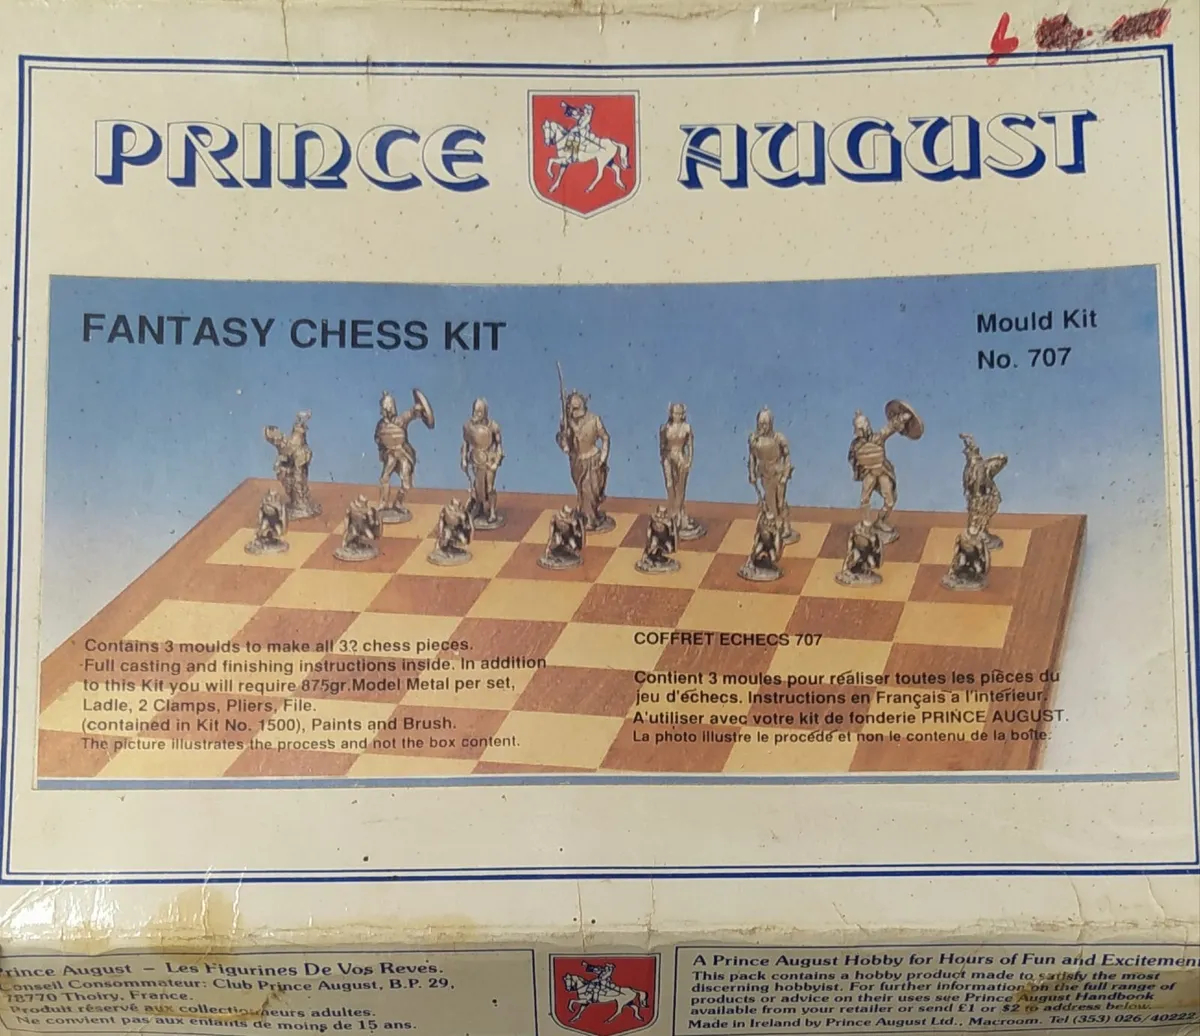 PRINCE AUGUST
FANTASY CHESS KIT
Mould Kit
No. 707
Contains 3 moulds to make all 32 chess pieces.
Full casting and finishing instructions inside. In addition
to this Kit you will require 875gr.Model Metal per set,
Ladle, 2 Clamps, Pliers, File.
(contained in Kit No. 1500), Paints and Brush.
The picture illustrates the process and not the box content.
COFFRET ECHECS 707
Contient 3 moules pour réaliser toutes les pièces du
jeu d'échecs. Instructions en Français a l'intérieur.
A'utiliser avec votre kit de fonderie PRINCE AUGUST.
La photo illustre le procédé et non le contenu de la boîte.
Prince August – Les Figurines De Vos Reves.
Conseil Consommateur: Club Prince August, B.P. 29,
78770 Thoiry, France.
Produit réservé aux collectionneurs adultes.
Ne convient pas aux enfants de moins de 15 ans.
A Prince August Hobby for Hours of Fun and Excitement
This pack contains a hobby product made to satisfy the most
discerning hobbyist. For further information on the full range of
products or advice on their uses see Prince August Handbook
available from your retailer or send £1 or $2 to address below.
Made in Ireland by Prince August Ltd., Macroom. Tel (353) 026/40222